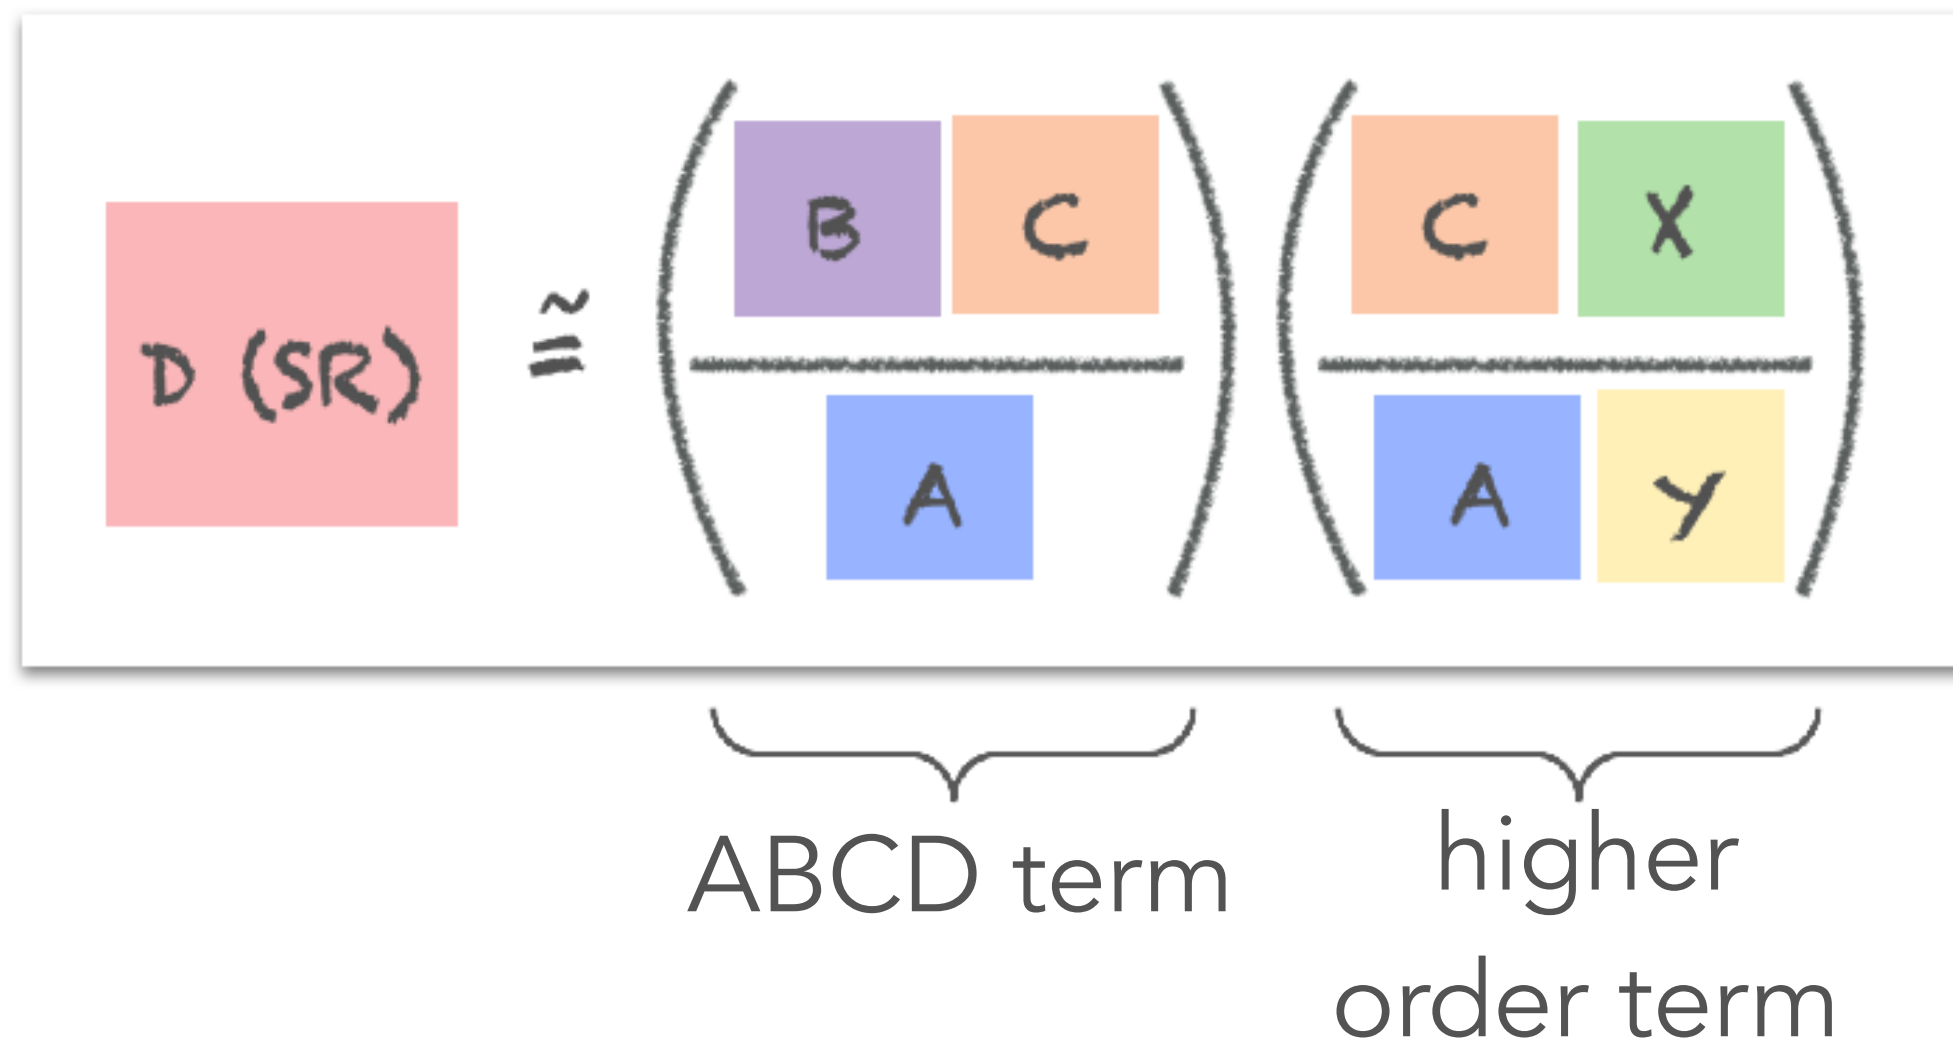 D (SR) ≅ ( B C / A ) ( C X / A Y )
ABCD term
higher
order term